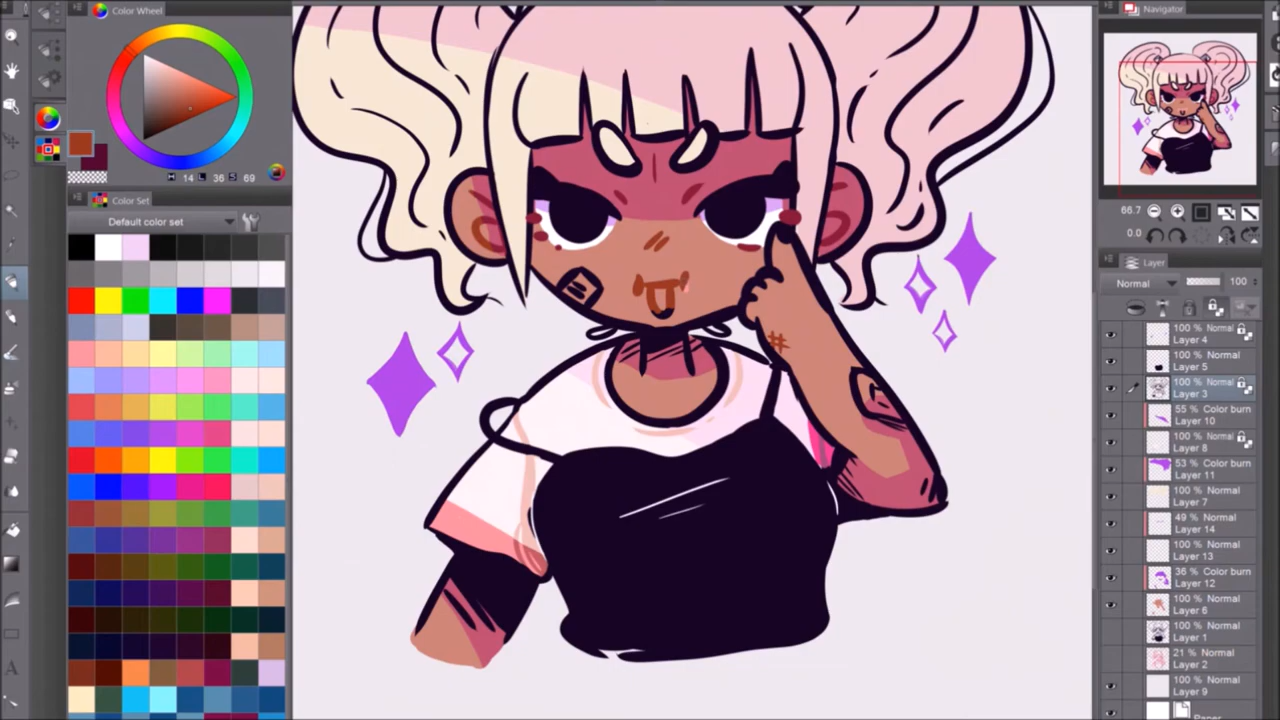 Color Wheel
H 14 L 36 S 69
Color Set
Default color set
Navigator
66.7
0.0
Layer
Normal 100
100 % Normal
Layer 4
100 % Normal
Layer 5
100 % Normal
Layer 3
55 % Color burn
Layer 10
100 % Normal
Layer 8
53 % Color burn
Layer 11
100 % Normal
Layer 7
49 % Normal
Layer 14
100 % Normal
Layer 13
36 % Color burn
Layer 12
100 % Normal
Layer 6
100 % Normal
Layer 1
21 % Normal
Layer 2
100 % Normal
Layer 9
Paper